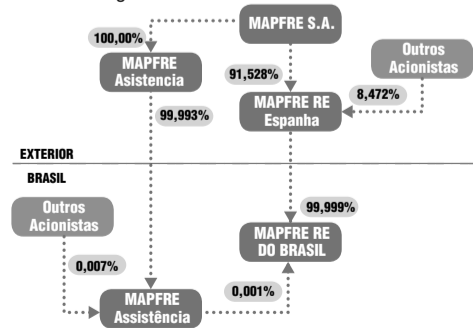 MAPFRE S.A.
100,00%
MAPFRE
Asistencia
91,528%
Outros
Acionistas
8,472%
MAPFRE RE
Espanha
99,993%
EXTERIOR
BRASIL
Outros
Acionistas
99,999%
MAPFRE RE
DO BRASIL
0,007%
0,001%
MAPFRE
Assistência